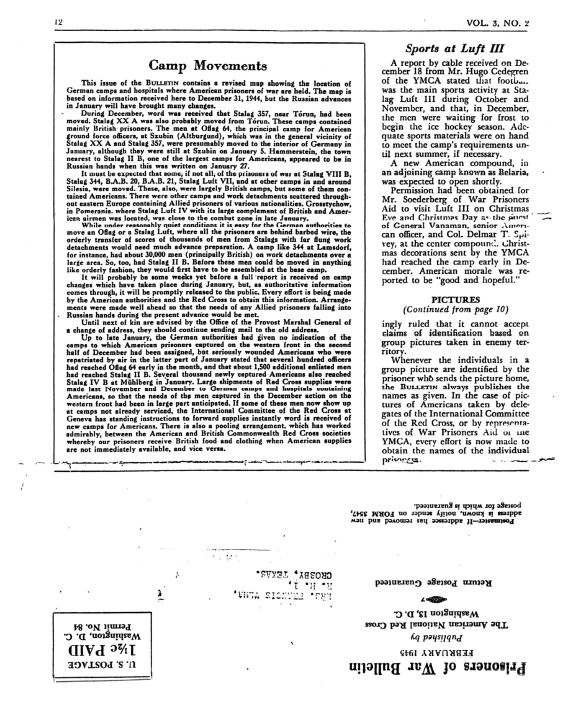 12
VOL. 3, NO. 2
Camp Movements
This issue of the BULLETIN contains a revised map showing the location of
German camps and hospitals where American prisoners of war are held. The map is
based on information received here to December 31, 1944, but the Russian advances
in January will have brought many changes.
During December, word was received that Stalag 357, near Tórun, had been
moved. Stalag XX A was also probably moved from Tórun. These camps contained
mainly British prisoners. The men at Oflag 64, the principal camp for American
ground force officers, at Szubin (Altburgund), which was in the general vicinity of
Stalag XX A and Stalag 357, were presumably moved to the interior of Germany in
January, although they were still at Szubin on January 5. Hammerstein, the town
nearest to Stalag II B, one of the largest camps for Americans, appeared to be in
Russian hands when this was written on January 27.
It must be expected that some, if not all, of the prisoners of war at Stalag VIII B,
Stalag 344, B.A.B. 20, B.A.B. 21, Stalag Luft VII, and at other camps in and around
Silesia, were moved. These, also, were largely British camps, but some of them con-
tained Americans. There were other camps and work detachments scattered through-
out eastern Europe containing Allied prisoners of various nationalities. Grosstychow,
in Pomerania, where Stalag Luft IV with its large complement of British and Amer-
ican airmen was located, was close to the combat zone in late January.
While under reasonably quiet conditions it is easy for the German authorities to
move an Oflag or a Stalag Luft, where all the prisoners are behind barbed wire, the
orderly transfer of scores of thousands of men from Stalags with far flung work
detachments would need much advance preparation. A camp like 344 at Lamsdorf,
for instance, had about 30,000 men (principally British) on work detachments over a
large area. So, too, had Stalag II B. Before these men could be moved in anything
like orderly fashion, they would first have to be assembled at the base camp.
It will probably be some weeks yet before a full report is received on camp
changes which have taken place during January, but, as authoritative information
comes through, it will be promptly released to the public. Every effort is being made
by the American authorities and the Red Cross to obtain this information. Arrange-
ments were made well ahead so that the needs of any Allied prisoners falling into
Russian hands during the present advance would be met.
Until next of kin are advised by the Office of the Provost Marshal General of
a change of address, they should continue sending mail to the old address.
Up to late January, the German authorities had given no indication of the
camps to which American prisoners captured on the western front in the second
half of December had been assigned, but seriously wounded Americans who were
repatriated by air in the latter part of January stated that several hundred officers
had reached Oflag 64 early in the month, and that about 1,500 additional enlisted men
had reached Stalag II B. Several thousand newly captured Americans also reached
Stalag IV B at Mühlberg in January. Large shipments of Red Cross supplies were
made last November and December to German camps and hospitals containing
Americans, so that the needs of the men captured in the December action on the
western front had been in large part anticipated. If some of these men now show up
at camps not already serviced, the International Committee of the Red Cross at
Geneva has standing instructions to forward supplies instantly word is received of
new camps for Americans. There is also a pooling arrangement, which has worked
admirably, between the American and British Commonwealth Red Cross societies
whereby our prisoners receive British food and clothing when American supplies
are not immediately available, and vice versa.
Sports at Luft III
A report by cable received on De-
cember 18 from Mr. Hugo Cedegren
of the YMCA stated that
was the main sports activity at Sta-
lag Luft III during October and
November, and that, in December,
the men were waiting for frost to
begin the ice hockey season. Ade-
quate sports materials were on hand
to meet the camp's requirements un-
til next summer, if necessary.
A new American compound, in
an adjoining camp known as Belaria,
was expected to open shortly.
Permission had been obtained for
Mr. Soederberg of War Prisoners
Aid to visit Luft III on Christmas
Eve and Christmas Day as the guest
of General Vanaman, senior Ameri-
can officer, and Col. Delmar T. Spi-
vey, at the center compound. Christ-
mas decorations sent by the YMCA
had reached the camp early in De-
cember. American morale was re-
ported to be "good and hopeful."
PICTURES
(Continued from page 10)
ingly ruled that it cannot accept
claims of identification based on
group pictures taken in enemy ter-
ritory.
Whenever the individuals in a
group picture are identified by the
prisoner who sends the picture home,
the BULLETIN always publishes the
names as given. In the case of pic-
tures of Americans taken by dele-
gates of the International Committee
of the Red Cross, or by representa-
tives of War Prisoners Aid of the
YMCA, every effort is now made to
obtain the names of the individual
prisoners.
Prisoners of War Bulletin
FEBRUARY 1945
Published by
The American National Red Cross
Washington 13, D. C.
Return Postage Guaranteed
Postmaster—If addressee has removed and new
address is known, notify sender on FORM 3547,
postage for which is guaranteed.
U. S. POSTAGE
1½c PAID
Washington, D. C.
Permit No. 84
MRS. FRANCIS
R. R. 1,
CROSBY, TEXAS.